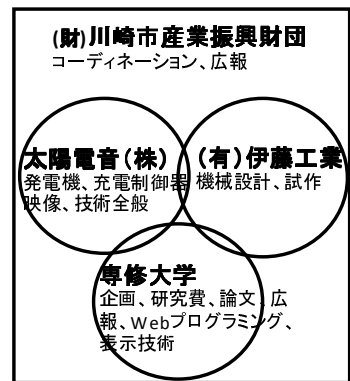 (財)川崎市産業振興財団
コーディネーション、広報
太陽電音(株)
発電機、充電制御器
映像、技術全般
(有)伊藤工業
機械設計、試作
専修大学
企画、研究費、論文、広
報、Webプログラミング、
表示技術